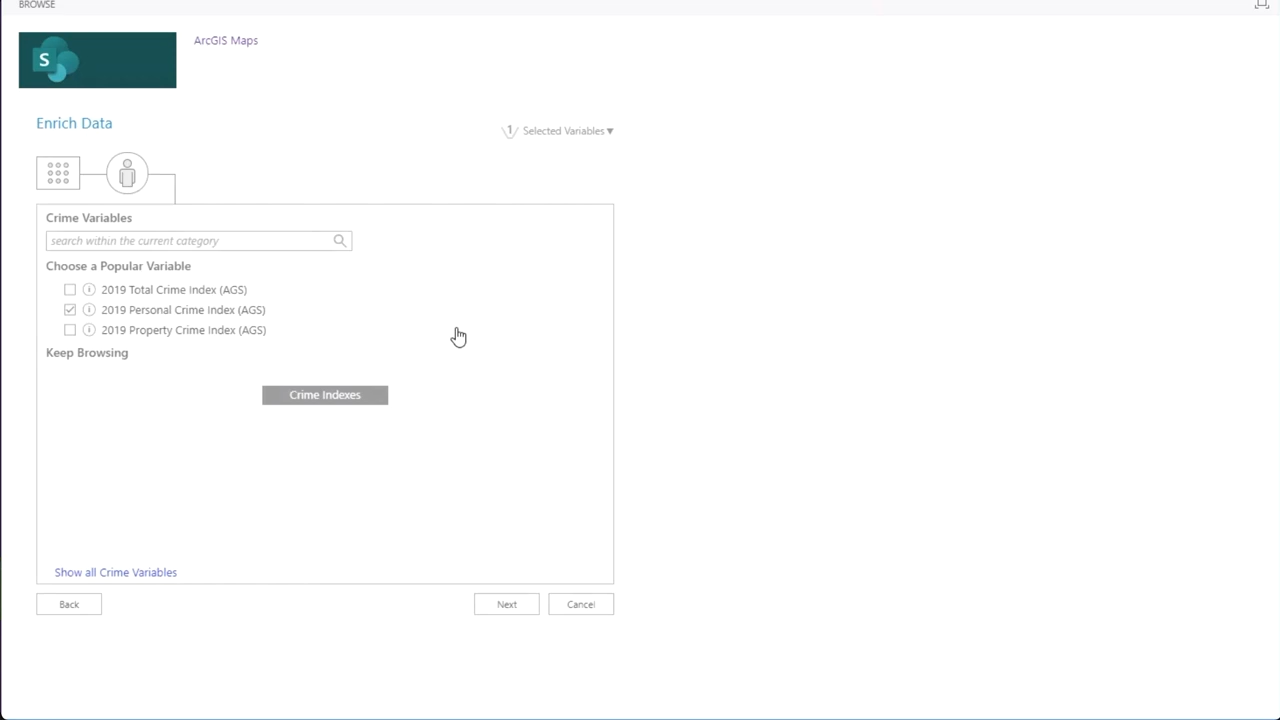 BROWSE
S
ArcGIS Maps
Enrich Data
1 Selected Variables ▼
Crime Variables
search within the current category
Choose a Popular Variable
2019 Total Crime Index (AGS)
2019 Personal Crime Index (AGS)
2019 Property Crime Index (AGS)
Keep Browsing
Crime Indexes
Show all Crime Variables
Back
Next
Cancel